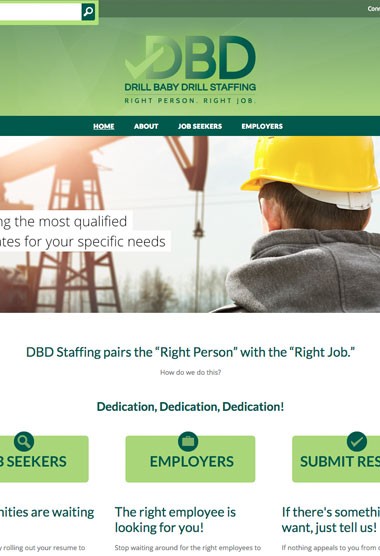 Conn
DBD
DRILL BABY DRILL STAFFING
RIGHT PERSON. RIGHT JOB.
HOME ABOUT JOB SEEKERS EMPLOYERS
ng the most qualified
ates for your specific needs
DBD Staffing pairs the “Right Person” with the “Right Job.”
How do we do this?
Dedication, Dedication, Dedication!
B SEEKERS
EMPLOYERS
SUBMIT RES
nities are waiting
The right employee is
looking for you!
If there's somethi
want, just tell us!
y rolling out your resume to
Stop waiting around for the right employees to
If nothing appeals to you from